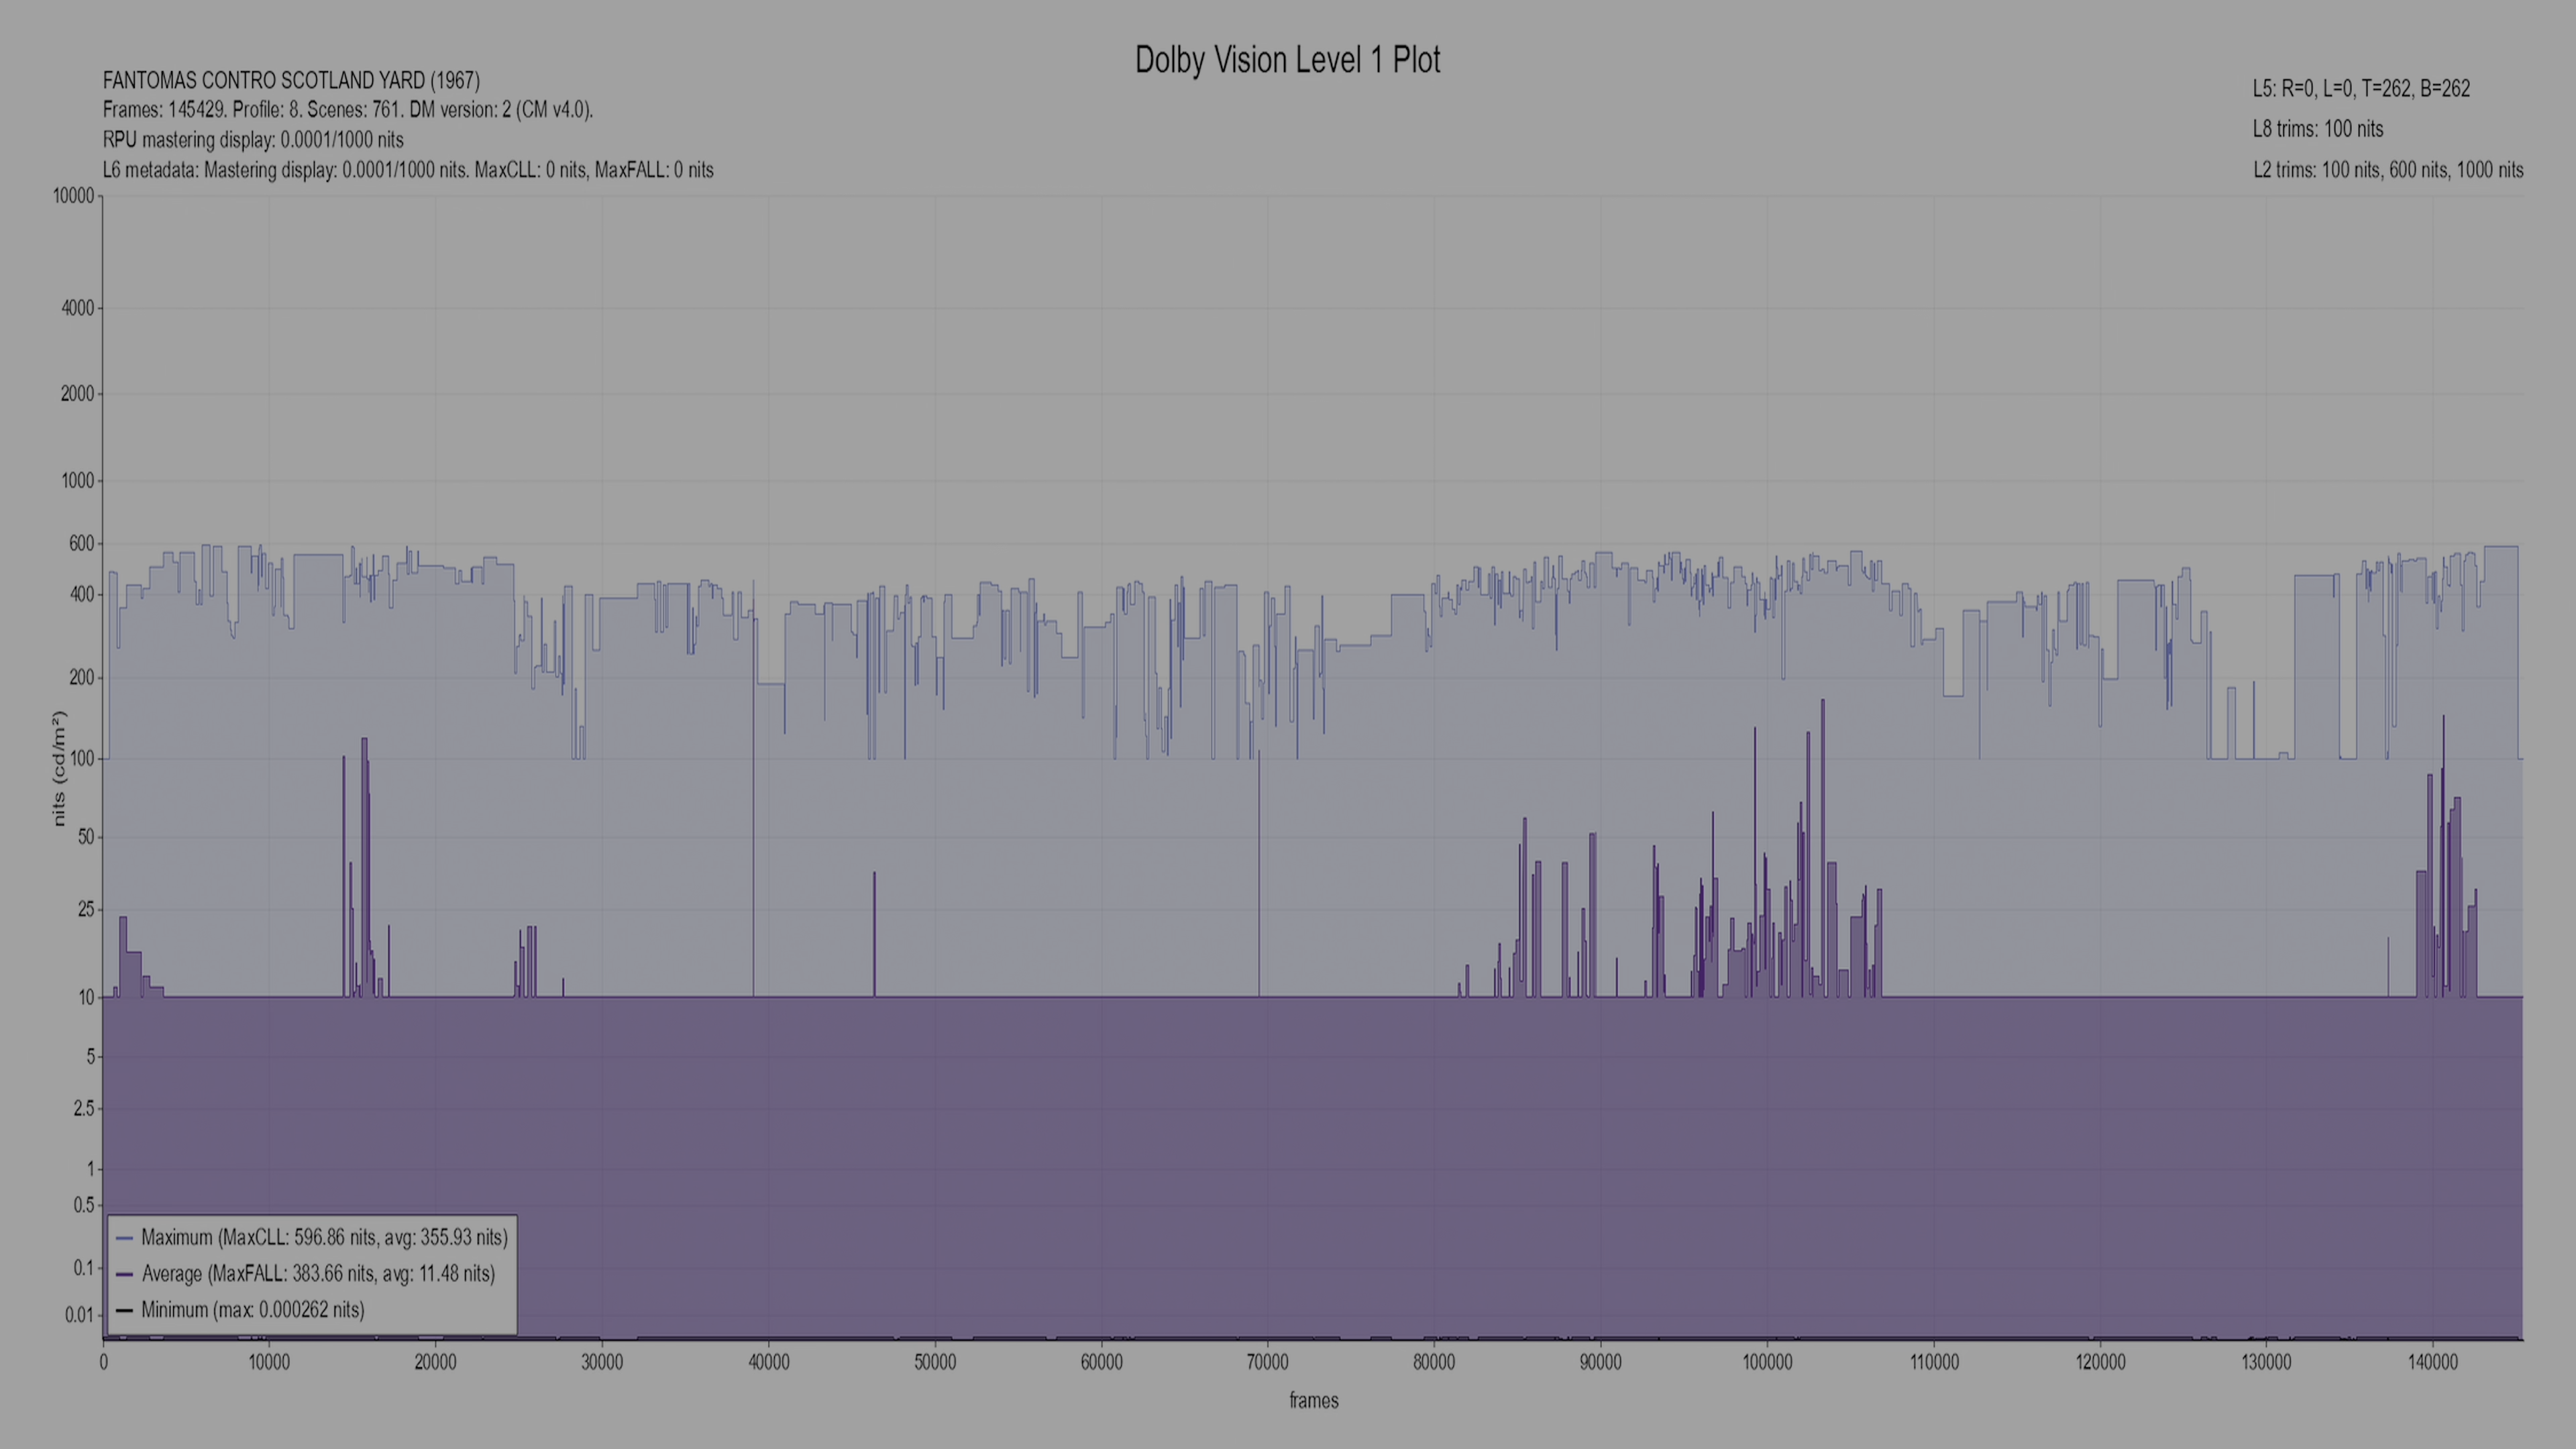 Dolby Vision Level 1 Plot
FANTOMAS CONTRO SCOTLAND YARD (1967)
Frames: 145429. Profile: 8. Scenes: 761. DM version: 2 (CM v4.0).
RPU mastering display: 0.0001/1000 nits
L6 metadata: Mastering display: 0.0001/1000 nits. MaxCLL: 0 nits, MaxFALL: 0 nits
L5: R=0, L=0, T=262, B=262
L8 trims: 100 nits
L2 trims: 100 nits, 600 nits, 1000 nits
10000
4000
2000
1000
600
400
200
100
50
25
10
5
2.5
1
0.5
0.1
0.01
nits (cd/m²)
Maximum (MaxCLL: 596.86 nits, avg: 355.93 nits)
Average (MaxFALL: 383.66 nits, avg: 11.48 nits)
Minimum (max: 0.000262 nits)
0 10000 20000 30000 40000 50000 60000 70000 80000 90000 100000 110000 120000 130000 140000
frames